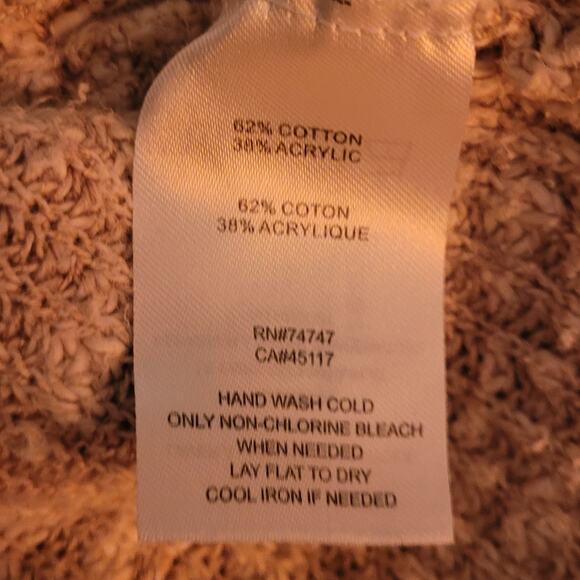 62% COTTON
38% ACRYLIC
62% COTON
38% ACRYLIQUE
RN#74747
CA#45117
HAND WASH COLD
ONLY NON-CHLORINE BLEACH
WHEN NEEDED
LAY FLAT TO DRY
COOL IRON IF NEEDED